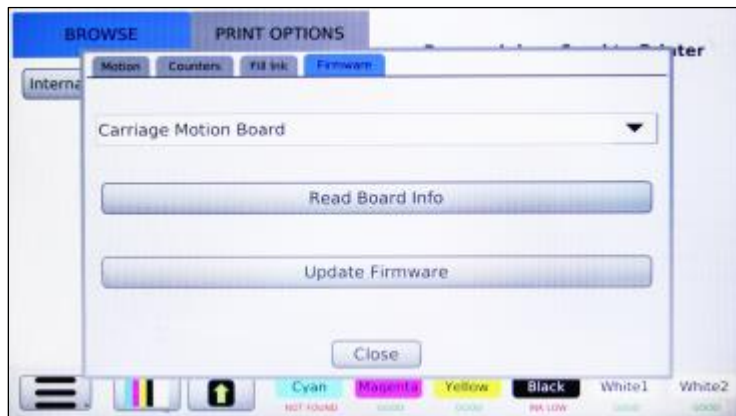 BROWSE PRINT OPTIONS
Interna
Motion Counters Fill Ink Firmware
Carriage Motion Board
Read Board Info
Update Firmware
Close
Cyan Magenta Yellow Black White1 White2
NOT FOUND GOOD GOOD INK LOW GOOD GOOD